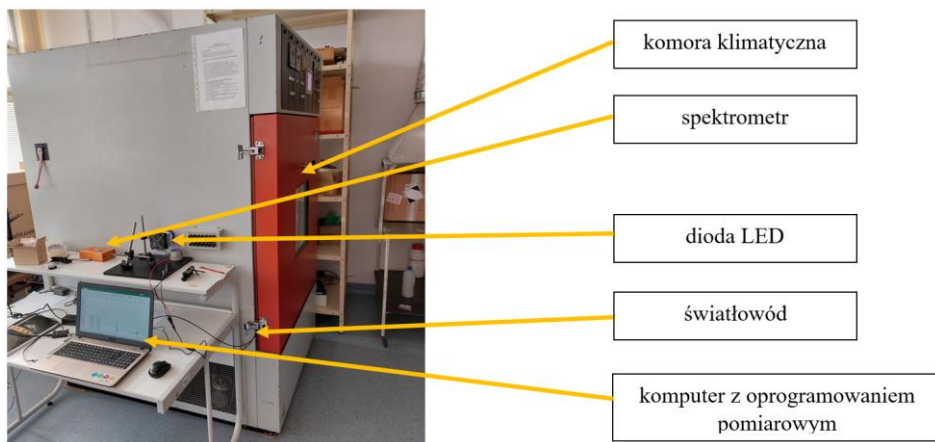 komora klimatyczna
spektrometr
dioda LED
światłowód
komputer z oprogramowaniem
pomiarowym